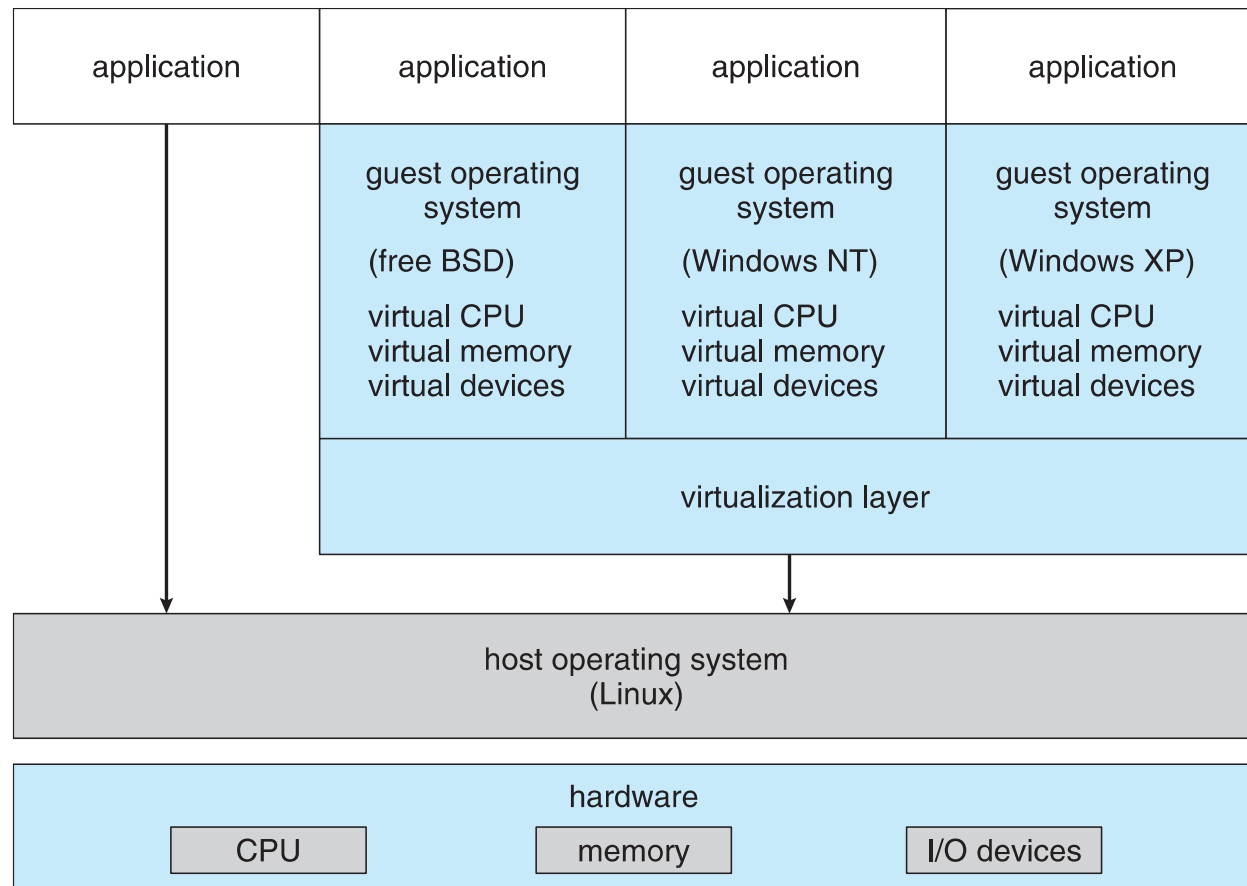 application
application
application
application
guest operating
system
(free BSD)
virtual CPU
virtual memory
virtual devices
guest operating
system
(Windows NT)
virtual CPU
virtual memory
virtual devices
guest operating
system
(Windows XP)
virtual CPU
virtual memory
virtual devices
virtualization layer
host operating system
(Linux)
hardware
CPU
memory
I/O devices